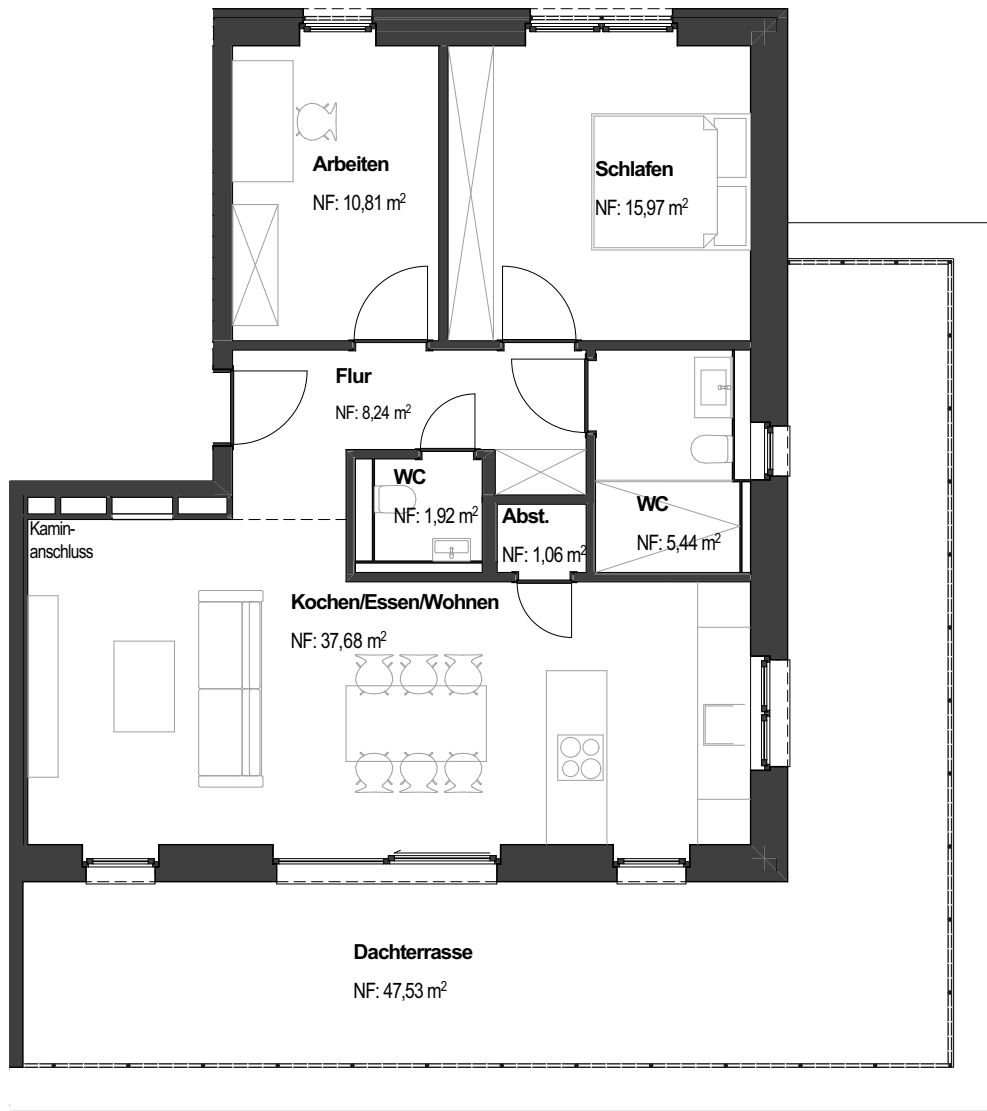 Arbeiten
NF: 10,81 m²
Schlafen
NF: 15,97 m²
Flur
NF: 8,24 m²
WC
NF: 1,92 m²
Abst.
NF: 1,06 m²
WC
NF: 5,44 m²
Kamin-
anschluss
Kochen/Essen/Wohnen
NF: 37,68 m²
Dachterrasse
NF: 47,53 m²